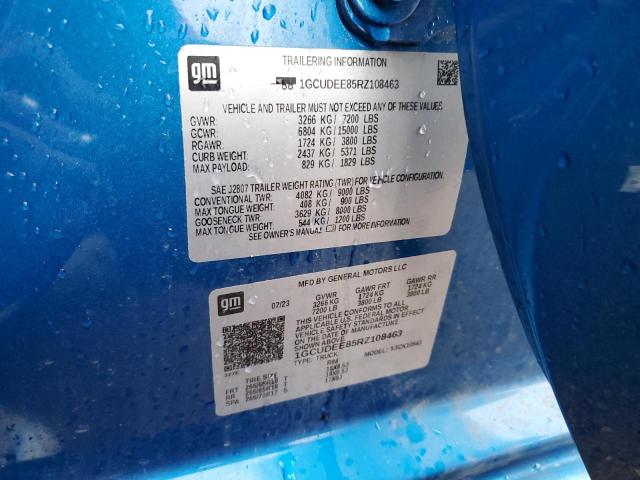 gm
TRAILERING INFORMATION
1GCUDEE85RZ108463
VEHICLE AND TRAILER MUST NOT EXCEED ANY OF THESE VALUES
GVWR: 3266 KG / 7200 LBS
GCWR: 6804 KG / 15000 LBS
RGAWR: 1724 KG / 3800 LBS
CURB WEIGHT: 2437 KG / 5371 LBS
MAX PAYLOAD: 829 KG / 1829 LBS
SAE J2807 TRAILER WEIGHT RATING (TWR) FOR VEHICLE CONFIGURATION.
CONVENTIONAL TWR: 4082 KG / 9000 LBS
MAX TONGUE WEIGHT: 408 KG / 900 LBS
GOOSENECK TWR: 3629 KG / 8000 LBS
MAX TONGUE WEIGHT: 544 KG / 1200 LBS
SEE OWNER'S MANUAL FOR MORE INFORMATION
gm
MFD BY GENERAL MOTORS LLC
07/23
GVWR GAWR FRT GAWR RR
3266 KG 1724 KG 1724 KG
7200 LB 3800 LB 3800 LB
THIS VEHICLE CONFORMS TO ALL
APPLICABLE U.S. FEDERAL MOTOR
VEHICLE SAFETY STANDARDS IN EFFECT
ON THE DATE OF MANUFACTURE
SHOWN ABOVE.
1GCUDEE85RZ108463
TYPE: TRUCK MODEL:
TIRE SIZE RIM
FRT T
RR T
SPA S